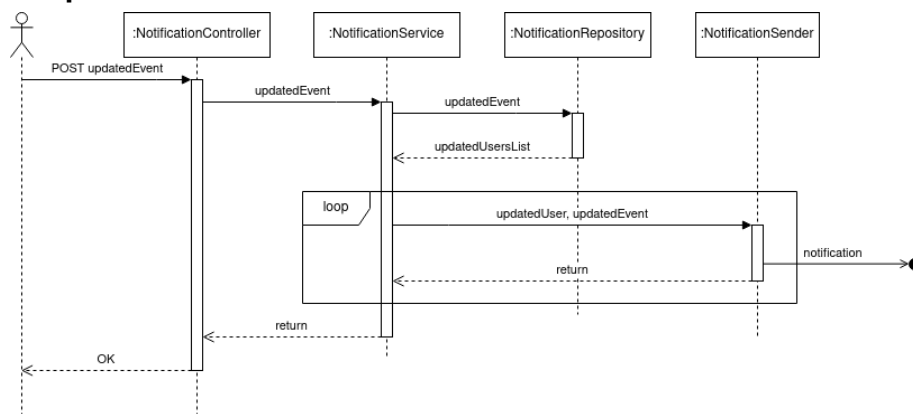 :NotificationController
:NotificationService
:NotificationRepository
:NotificationSender
POST updatedEvent
updatedEvent
updatedEvent
updatedUsersList
loop
updatedUser, updatedEvent
notification
return
return
OK